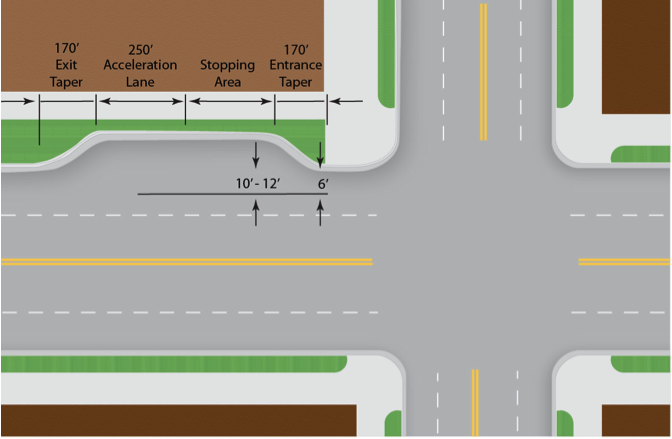 170’
Exit
Taper
250’
Acceleration
Lane
Stopping
Area
170’
Entrance
Taper
10’- 12’
6’